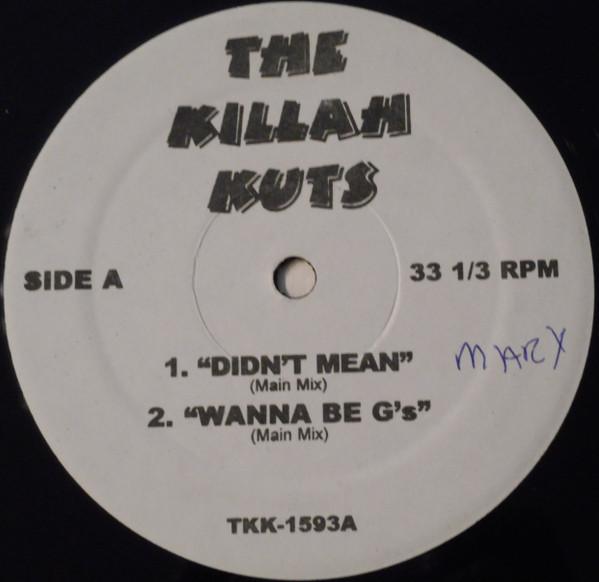 THE
KILLAH
KUTS
SIDE A
33 1/3 RPM
1. “DIDN'T MEAN”
(Main Mix)
MARX
2. “WANNA BE G's”
(Main Mix)
TKK-1593A